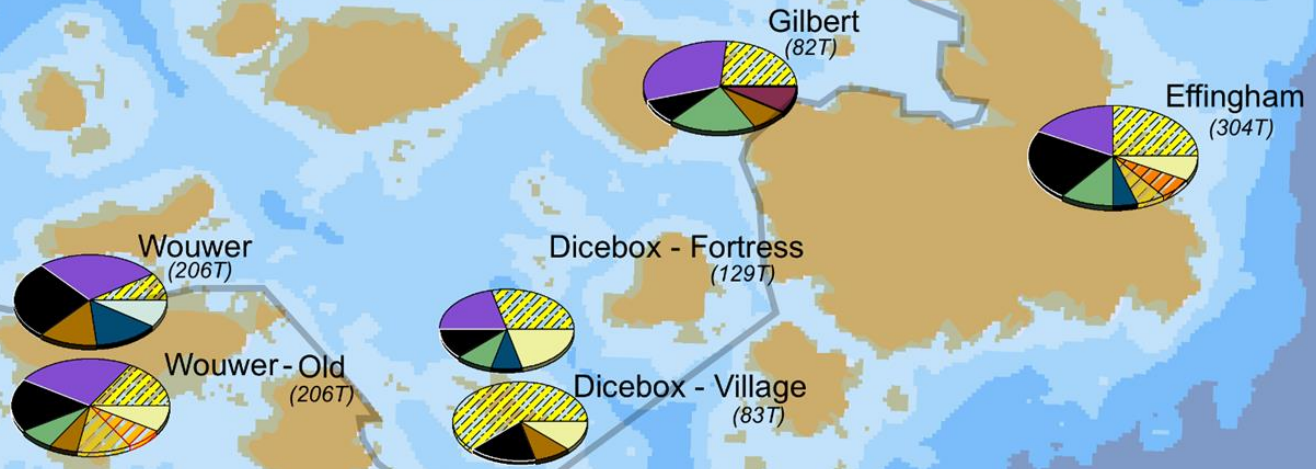 Gilbert
(82T)
Effingham
(304T)
Wouwer
(206T)
Dicebox - Fortress
(129T)
Wouwer - Old
(206T)
Dicebox - Village
(83T)